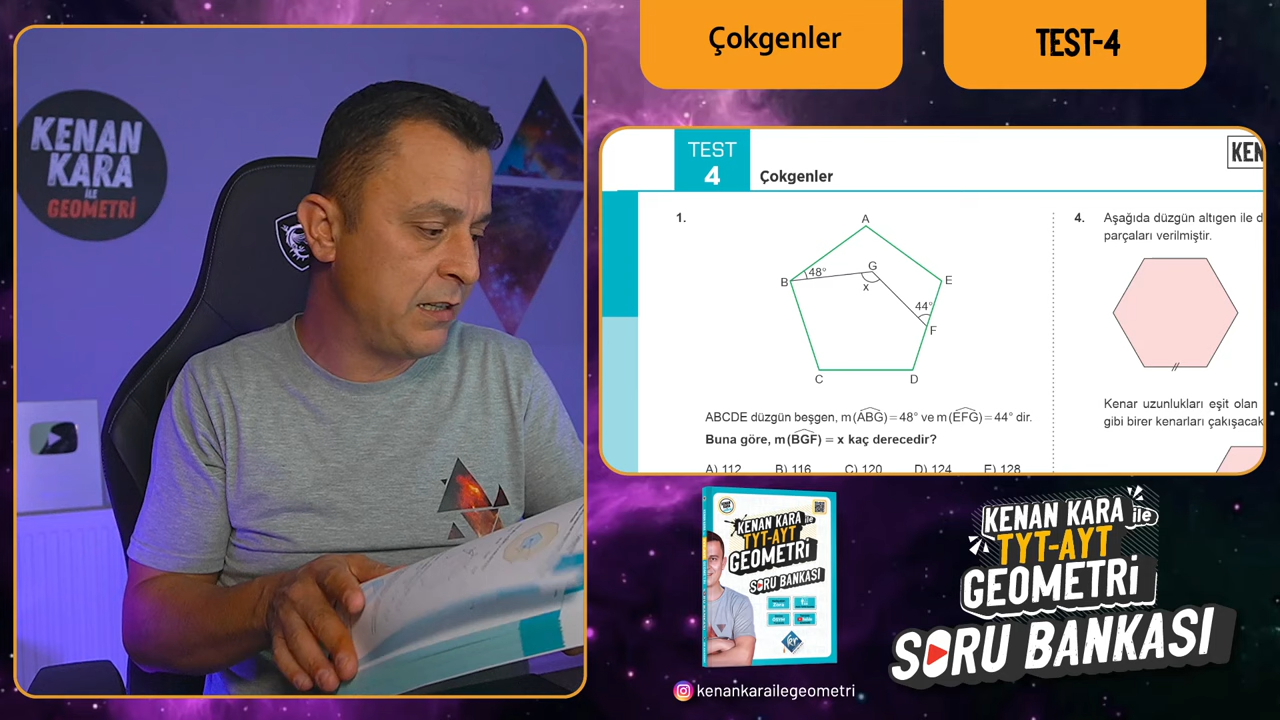 KENAN
KARA
İLE
GEOMETRİ
Çokgenler
TEST-4
TEST
4
Çokgenler
KEN
1.
A
B
48°
G
x
E
44°
F
C
D
ABCDE düzgün beşgen, m(ABG) = 48° ve m(EFG) = 44° dir.
Buna göre, m(BGF) = x kaç derecedir?
A) 112 B) 116 C) 120 D) 124 E) 128
4. Aşağıda düzgün altıgen ile d
parçaları verilmiştir.
Kenar uzunlukları eşit olan
gibi birer kenarları çakışacak
KENAN KARA ile
TYT-AYT
GEOMETRİ
SORU BANKASI
KENAN KARA ile
TYT-AYT
GEOMETRİ
SORU BANKASI
kenankarailegeometri